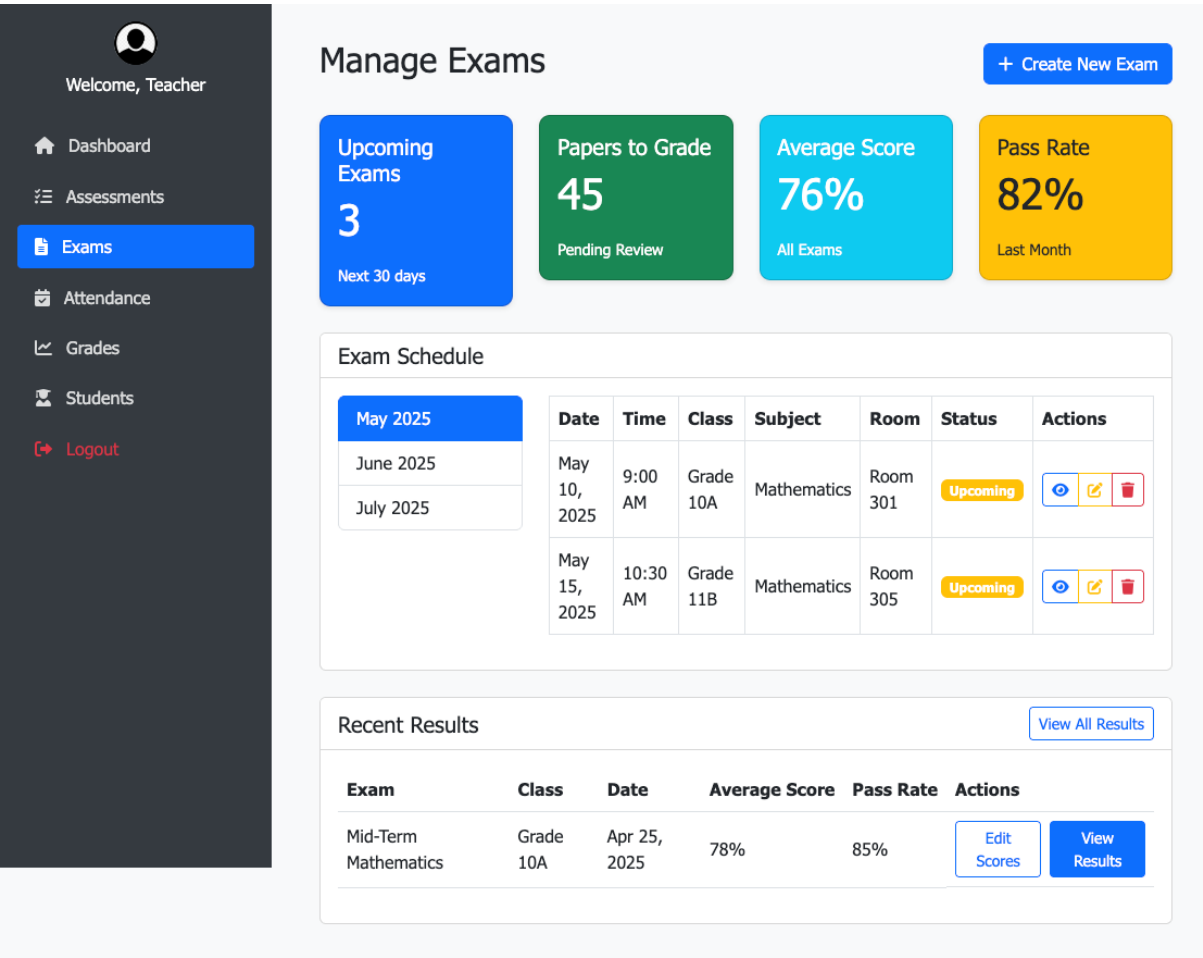 Welcome, Teacher
Dashboard
Assessments
Exams
Attendance
Grades
Students
Logout
Manage Exams
+ Create New Exam
Upcoming
Exams
3
Next 30 days
Papers to Grade
45
Pending Review
Average Score
76%
All Exams
Pass Rate
82%
Last Month
Exam Schedule
May 2025
June 2025
July 2025
Date Time Class Subject Room Status Actions
May
10,
2025
9:00
AM
Grade
10A
Mathematics
Room
301
Upcoming
May
15,
2025
10:30
AM
Grade
11B
Mathematics
Room
305
Upcoming
Recent Results
View All Results
Exam Class Date Average Score Pass Rate Actions
Mid-Term
Mathematics
Grade
10A
Apr 25,
2025
78%
85%
Edit
Scores
View
Results